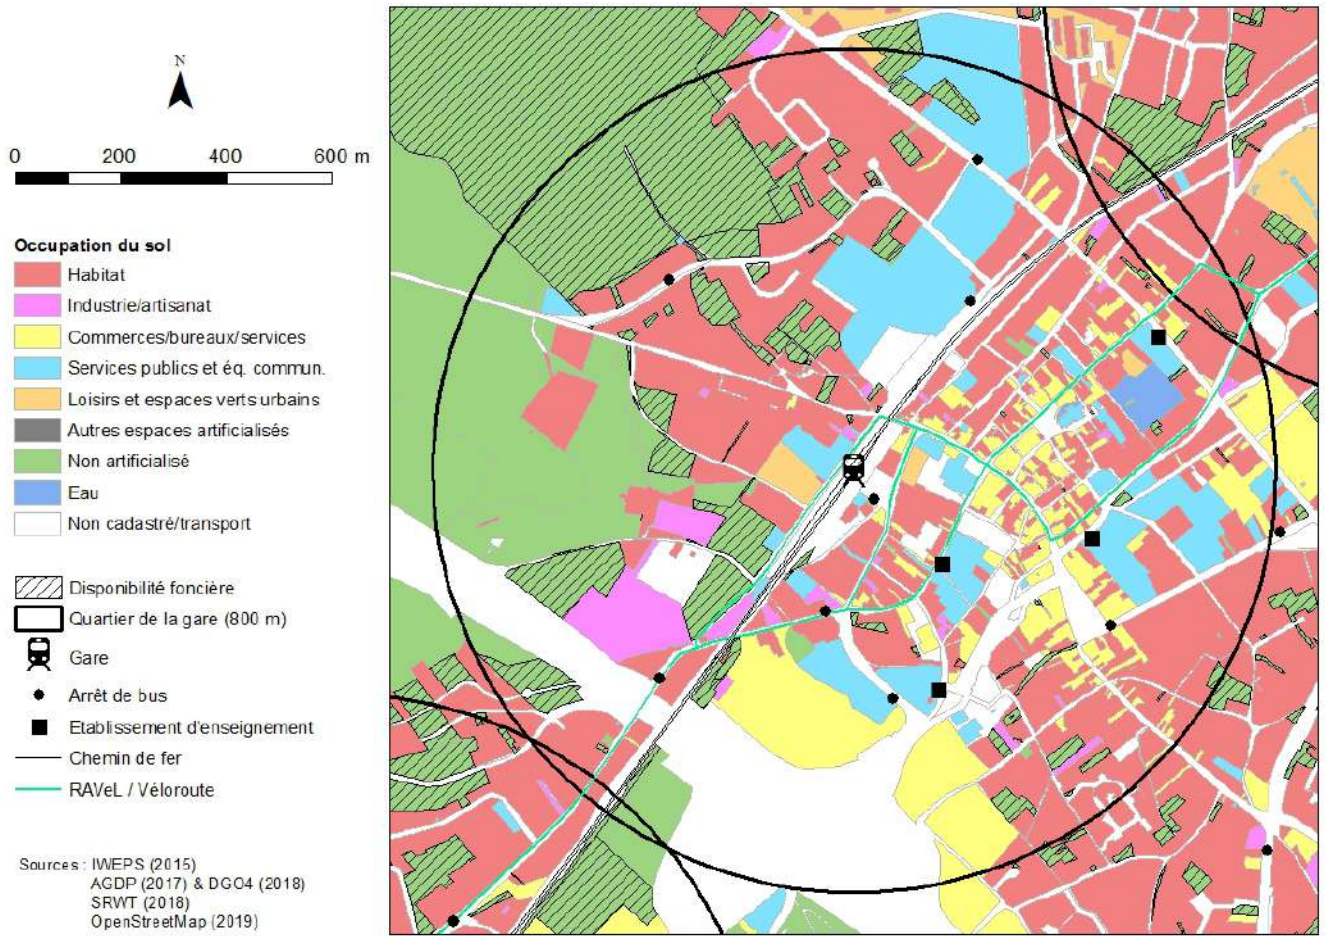 N
0 200 400 600 m
Occupation du sol
Habitat
Industrie/artisanat
Commerces/bureaux/services
Services publics et éq. commun.
Loisirs et espaces verts urbains
Autres espaces artificialisés
Non artificialisé
Eau
Non cadastré/transport
Disponibilité foncière
Quartier de la gare (800 m)
Gare
Arrêt de bus
Etablissement d'enseignement
Chemin de fer
RAVeL / Véloroute
Sources : IWEPS (2015)
AGDP (2017) & DGO4 (2018)
SRWT (2018)
OpenStreetMap (2019)